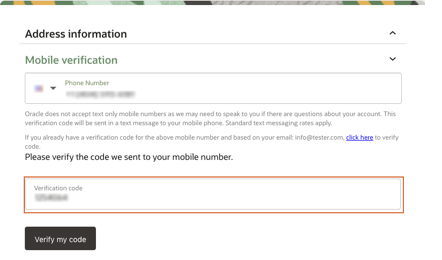 Address information
Mobile verification
Phone Number
Oracle does not accept text only mobile numbers as we may need to speak to you if there are questions about your account. This
verification code will be sent in a text message to your mobile phone. Standard text messaging rates apply.
If you already have a verification code for the above mobile number and based on your email: info@tester.com, click here to verify
code.
Please verify the code we sent to your mobile number.
Verification code
Verify my code